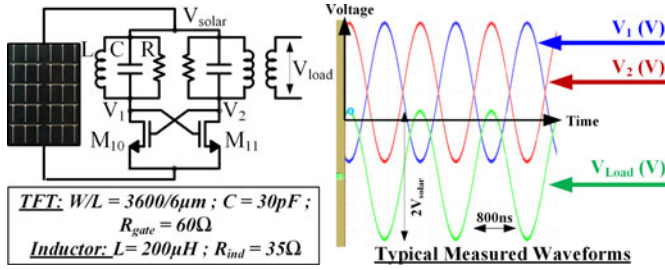 V_solar
L C R
V_load
V_1 V_2
M_10 M_11
TFT: W/L = 3600/6μm ; C = 30pF ;
R_gate = 60Ω
Inductor: L= 200μH ; R_ind = 35Ω
Voltage
V_1 (V)
V_2 (V)
Time
V_Load (V)
2V_solar
800ns
Typical Measured Waveforms